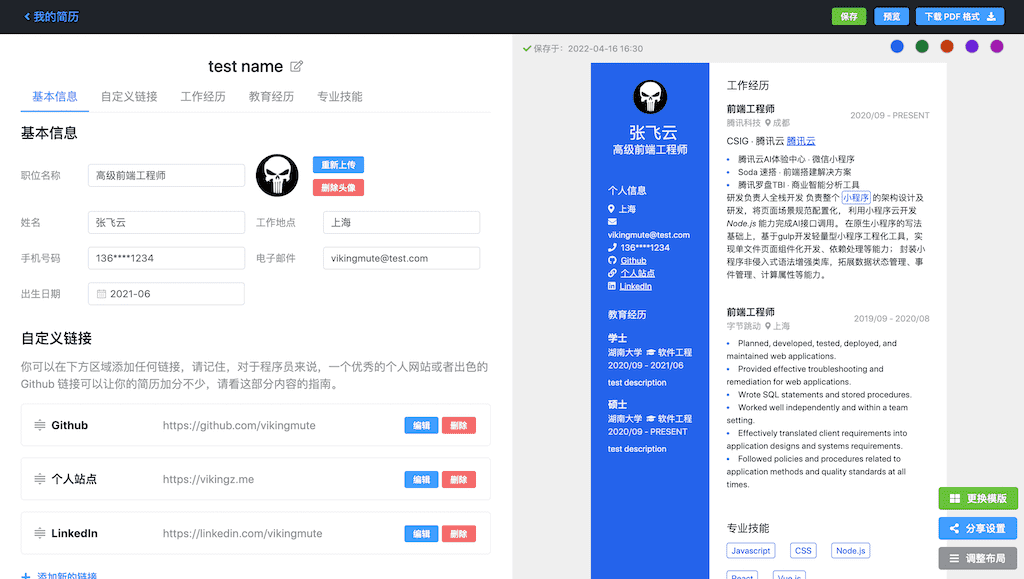 我的简历
保存
预览
下载 PDF 格式
test name
基本信息
自定义链接
工作经历
教育经历
专业技能
基本信息
职位名称
高级前端工程师
重新上传
删除头像
姓名
张飞云
工作地点
上海
手机号码
136****1234
电子邮件
vikingmute@test.com
出生日期
2021-06
自定义链接
你可以在下方区域添加任何链接，请记住，对于程序员来说，一个优秀的个人网站或者出色的
Github 链接可以让你的简历加分不少，请看这部分内容的指南。
Github
https://github.com/vikingmute
编辑
删除
个人站点
https://vikingz.me
编辑
删除
LinkedIn
https://linkedin.com/vikingmute
编辑
删除
添加新的链接
保存于：2022-04-16 16:30
张飞云
高级前端工程师
个人信息
上海
vikingmute@test.com
136****1234
Github
个人站点
LinkedIn
教育经历
学士
湖南大学 软件工程
2020/09 - 2021/06
test description
硕士
湖南大学 软件工程
2020/09 - PRESENT
test description
工作经历
前端工程师
腾讯科技 成都
2020/09 - PRESENT
CSIG · 腾讯云 腾讯云
• 腾讯云AI体验中心 · 微信小程序
• Soda 速搭 · 前端搭建解决方案
• 腾讯罗盘TBI · 商业智能分析工具
研发负责人全栈开发 负责整个 小程序 的架构设计及
研发，将页面场景规范配置化， 利用小程序云开发
Node.js 能力完成AI接口调用。 在原生小程序的写法
基础上，基于gulp开发轻量型小程序工程化工具，实
现单文件页面组件化开发、依赖处理等能力； 封装小
程序非侵入式语法增强类库，拓展数据状态管理、事
件管理、计算属性等能力。
前端工程师
字节跳动 上海
2019/09 - 2020/08
• Planned, developed, tested, deployed, and
maintained web applications.
• Provided effective troubleshooting and
remediation for web applications.
• Wrote SQL statements and stored procedures.
• Worked well independently and within a team
setting.
• Effectively translated client requirements into
application designs and systems requirements.
• Followed policies and procedures related to
application methods and quality standards at all
times.
专业技能
Javascript
CSS
Node.js
React
Vue.js
更换模版
分享设置
调整布局